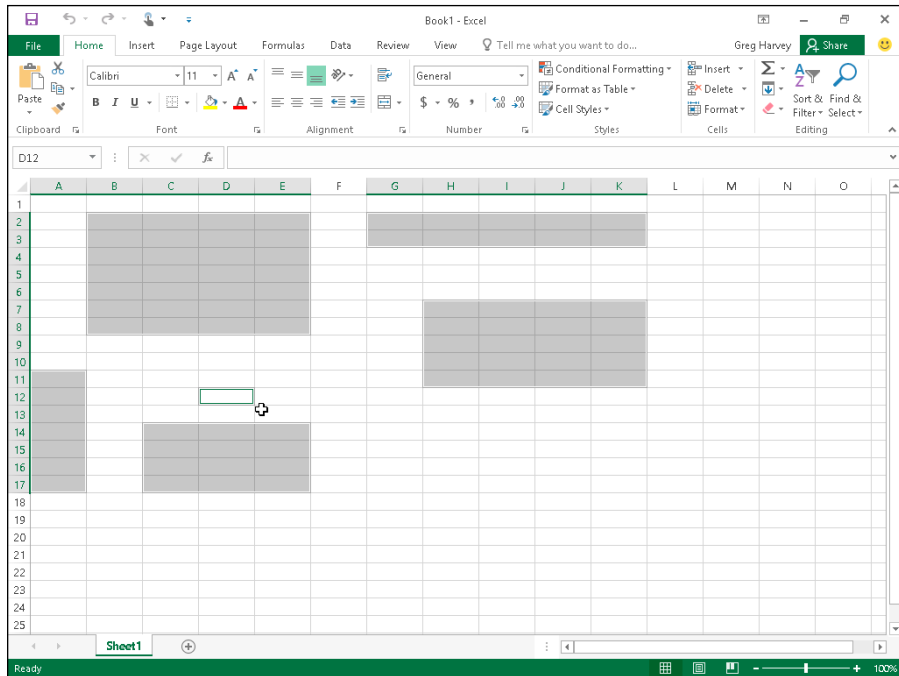 Book1 - Excel
File Home Insert Page Layout Formulas Data Review View Tell me what you want to do... Greg Harvey Share
Calibri 11 A A General Conditional Formatting Insert Σ A Z
Paste Format as Table Delete Sort & Find &
B I U A $ % , .0 .00 .00 .0 Cell Styles Format Filter Select
Clipboard Font Alignment Number Styles Cells Editing
D12 fx
A B C D E F G H I J K L M N O
1
2
3
4
5
6
7
8
9
10
11
12
13
14
15
16
17
18
19
20
21
22
23
24
25
Sheet1
Ready 100%